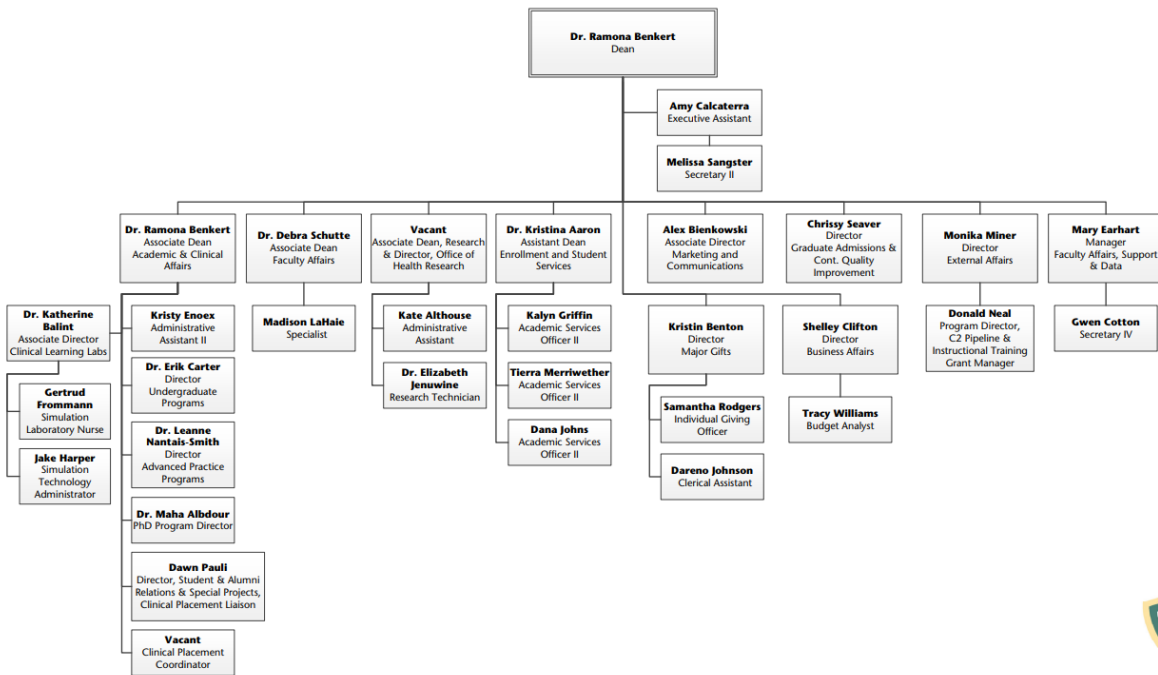 Dr. Ramona Benkert
Dean
Amy Calcaterra
Executive Assistant
Melissa Sangster
Secretary II
Dr. Ramona Benkert
Associate Dean
Academic & Clinical
Affairs
Dr. Debra Schutte
Associate Dean
Faculty Affairs
Vacant
Associate Dean, Research
& Director, Office of
Health Research
Dr. Kristina Aaron
Assistant Dean
Enrollment and Student
Services
Alex Bienkowski
Associate Director
Marketing and
Communications
Chrissy Seaver
Director
Graduate Admissions &
Cont. Quality
Improvement
Monika Miner
Director
External Affairs
Mary Earhart
Manager
Faculty Affairs, Support
& Data
Dr. Katherine
Balint
Associate Director
Clinical Learning Labs
Gertrud
Frommann
Simulation
Laboratory Nurse
Jake Harper
Simulation
Technology
Administrator
Kristy Enoex
Administrative
Assistant II
Dr. Erik Carter
Director
Undergraduate
Programs
Dr. Leanne
Nantais-Smith
Director
Advanced Practice
Programs
Dr. Maha Albdour
PhD Program Director
Dawn Pauli
Director, Student & Alumni
Relations & Special Projects,
Clinical Placement Liaison
Vacant
Clinical Placement
Coordinator
Madison LaHaie
Specialist
Kate Althouse
Administrative
Assistant
Dr. Elizabeth
Jenuwine
Research Technician
Kalyn Griffin
Academic Services
Officer II
Tierra Merriwether
Academic Services
Officer II
Dana Johns
Academic Services
Officer II
Kristin Benton
Director
Major Gifts
Samantha Rodgers
Individual Giving
Officer
Dareno Johnson
Clerical Assistant
Shelley Clifton
Director
Business Affairs
Tracy Williams
Budget Analyst
Donald Neal
Program Director,
C2 Pipeline &
Instructional Training
Grant Manager
Gwen Cotton
Secretary IV